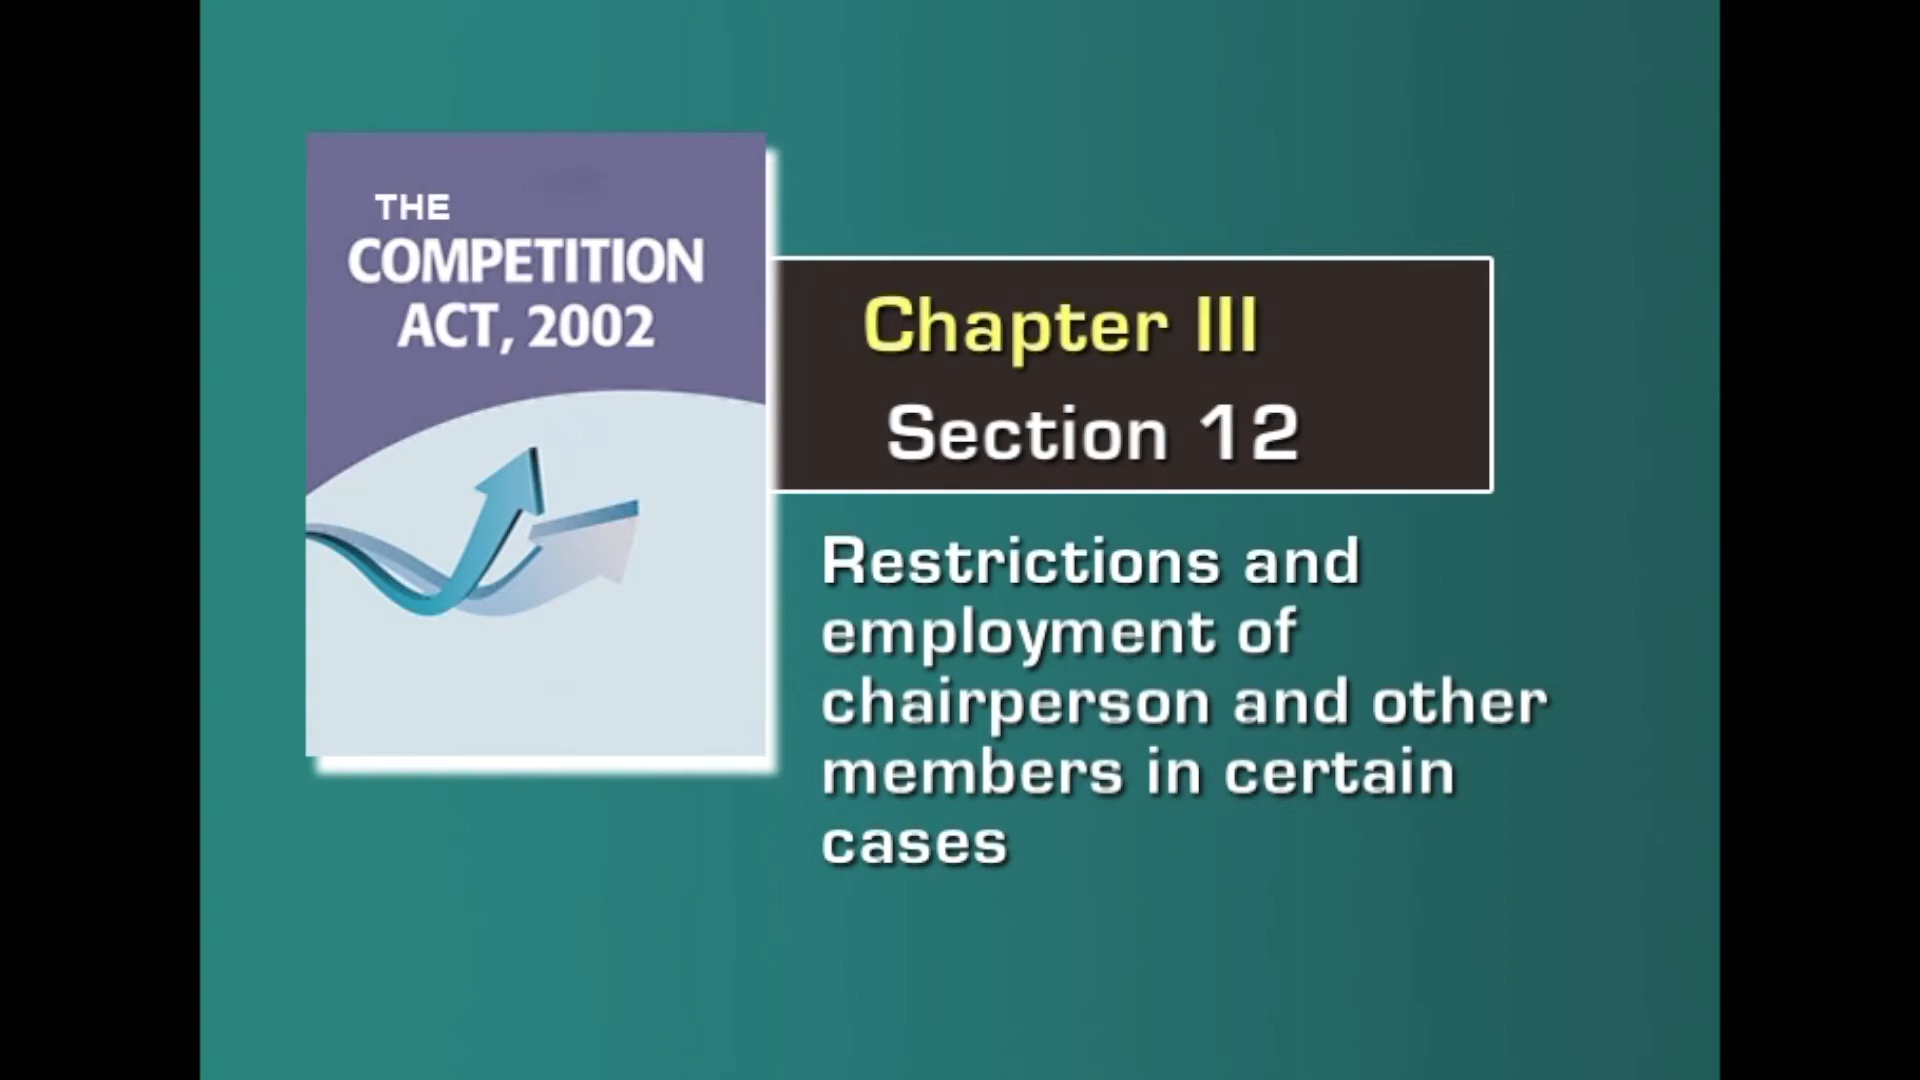 THE
COMPETITION
ACT, 2002
Chapter III
Section 12
Restrictions and
employment of
chairperson and other
members in certain
cases